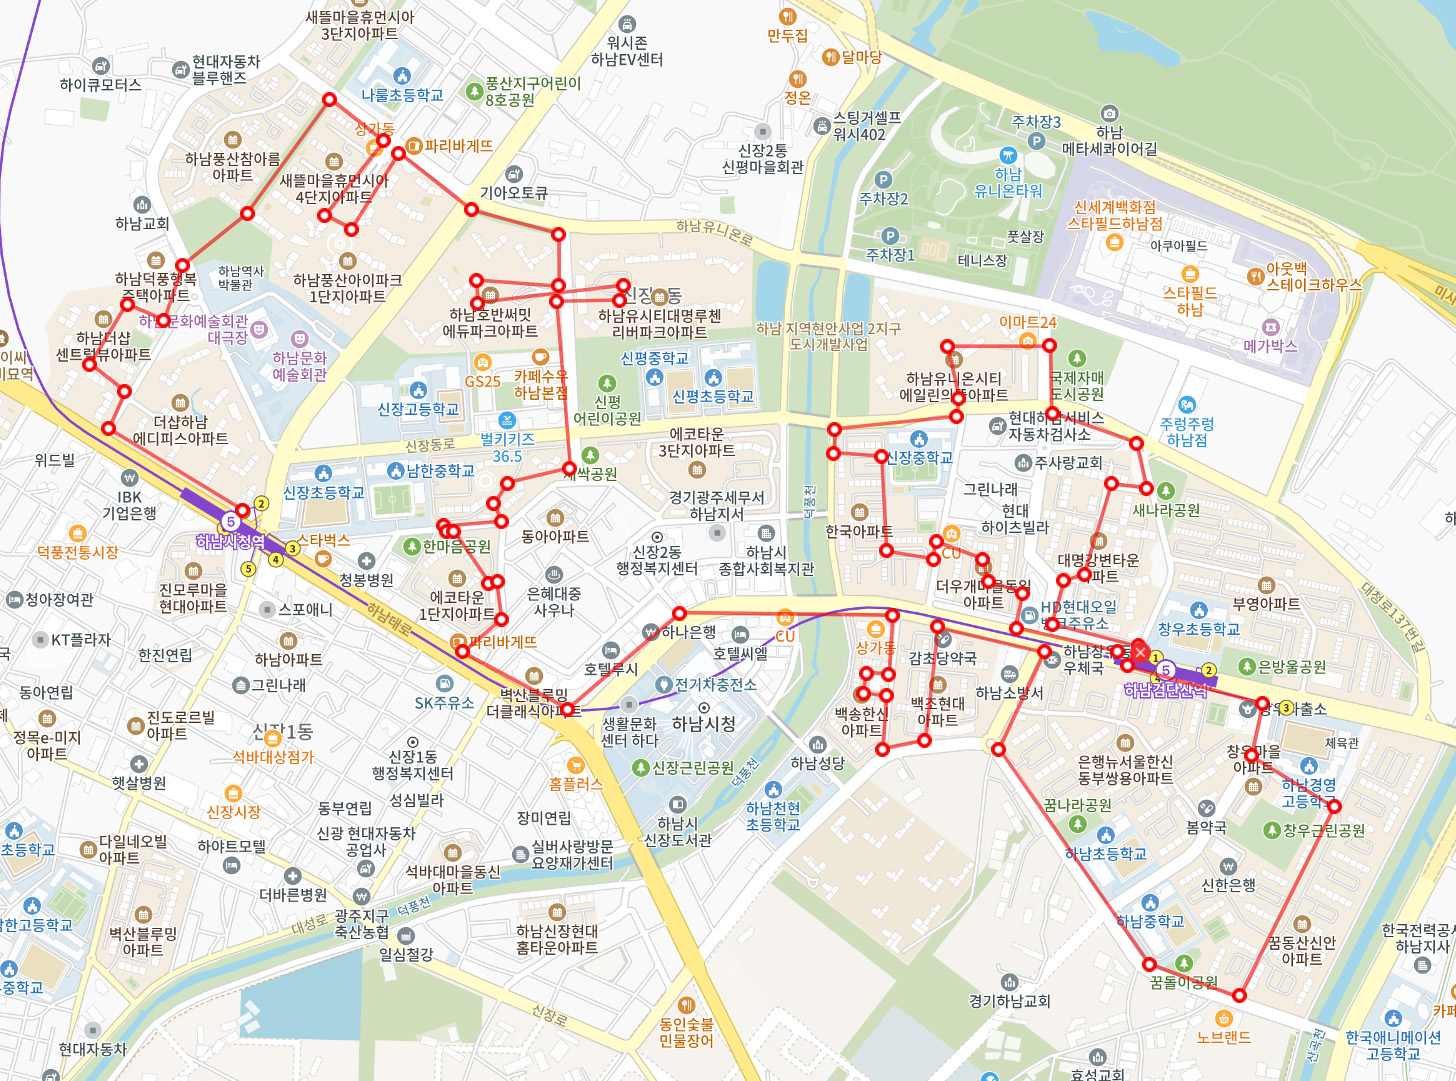 새뜰마을휴먼시아
3단지아파트
현대자동차
블루핸즈
하이큐모터스
나룰초등학교
풍산지구어린이
8호공원
워시존
하남EV센터
만두집
달마당
정온
스팅거셀프
워시402
신장2통
신평마을회관
주차장3
하남
메타세콰이어길
하남
유니온타워
주차장2
주차장1
풋살장
테니스장
신세계백화점
스타필드하남점
아쿠아필드
스타필드
하남
아웃백
스테이크하우스
메가박스
상가동
파리바게뜨
하남풍산참아름
아파트
새뜰마을휴먼시아
4단지아파트
기아오토큐
하남교회
하남유니온로
하남덕풍행복
주택아파트
하남역사
박물관
하남풍산아이파크
1단지아파트
하남문화예술회관
대극장
하남문화
예술회관
하남더샵
센트럴뷰아파트
하남호반써밋
에듀파크아파트
하남유시티대명루첸
리버파크아파트
하남 지역현안사업 2지구
도시개발사업
이마트24
국제자매
도시공원
하남유니온시티
에일린의뜰아파트
현대하남서비스
자동차검사소
주렁주렁
하남점
GS25
카페수우
하남본점
신평중학교
신평초등학교
신평
어린이공원
신장고등학교
벌키키즈
36.5
신장동로
에코타운
3단지아파트
더샵하남
에디피스아파트
위드빌
IBK
기업은행
신장초등학교
남한중학교
새싹공원
경기광주세무서
하남지서
덕풍천
신장중학교
주사랑교회
그린나래
현대
하이츠빌라
새나라공원
덕풍전통시장
5
하남시청역
2
3
4
5
스타벅스
한마음공원
동아아파트
신장2동
행정복지센터
하남시
종합사회복지관
한국아파트
CU
대명강변타운
아파트
더우개마을동일
아파트
HD현대오일
부영아파트
창우초등학교
대청로137번길
진모루마을
현대아파트
청봉병원
에코타운
1단지아파트
은혜대중
사우나
청아장여관
스포애니
KT플라자
하남대로
한진연립
하남아파트
파리바게뜨
하나은행
호텔루시
호텔씨엘
CU
상가동
감초당약국
우체국
1
5
2
4
3
하남검단산역
은방울공원
동아연립
그린나래
SK주유소
벽산블루밍
더클래식아파트
전기차충전소
생활문화
센터 하다
하남시청
백송한신
아파트
백조현대
아파트
하남소방서
정목e-미지
아파트
진도로르빌
아파트
신장1동
석바대상점가
신장1동
행정복지센터
홈플러스
신장근린공원
덕풍천
하남성당
은행뉴서울한신
동부쌍용아파트
창우마을
아파트
체육관
하남경영
고등학교
햇살병원
신장시장
동부연립
성심빌라
장미연립
하남시
신장도서관
하남천현
초등학교
꿈나라공원
하남초등학교
봄약국
창우근린공원
다일네오빌
아파트
하야트모텔
신광 현대자동차
공업사
더바른병원
석바대마을동신
아파트
실버사랑방문
요양재가센터
신한은행
하남중학교
벽산블루밍
아파트
대성로
광주지구
축산농협
덕풍천
일심철강
하남신장현대
홈타운아파트
꿈동산신안
아파트
꿈돌이공원
경기하남교회
신장로
동인숯불
민물장어
노브랜드
산곡천
한국애니메이션
고등학교
현대자동차
효성교회